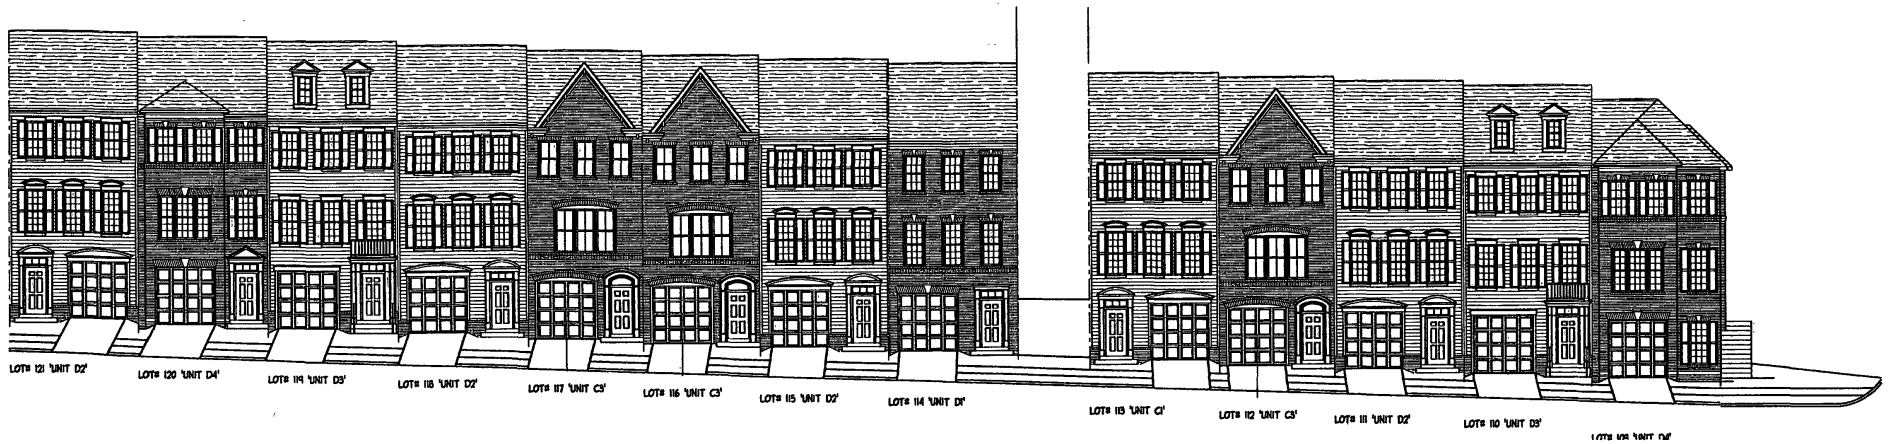 LOT# 121 'UNIT D2'
LOT# 120 'UNIT D4'
LOT# 119 'UNIT D3'
LOT# 118 'UNIT D2'
LOT# 117 'UNIT C3'
LOT# 116 'UNIT C3'
LOT# 115 'UNIT D2'
LOT# 114 'UNIT D1'
LOT# 113 'UNIT C1'
LOT# 112 'UNIT C3'
LOT# 111 'UNIT D2'
LOT# 110 'UNIT D3'
LOT# 109 'UNIT D4'